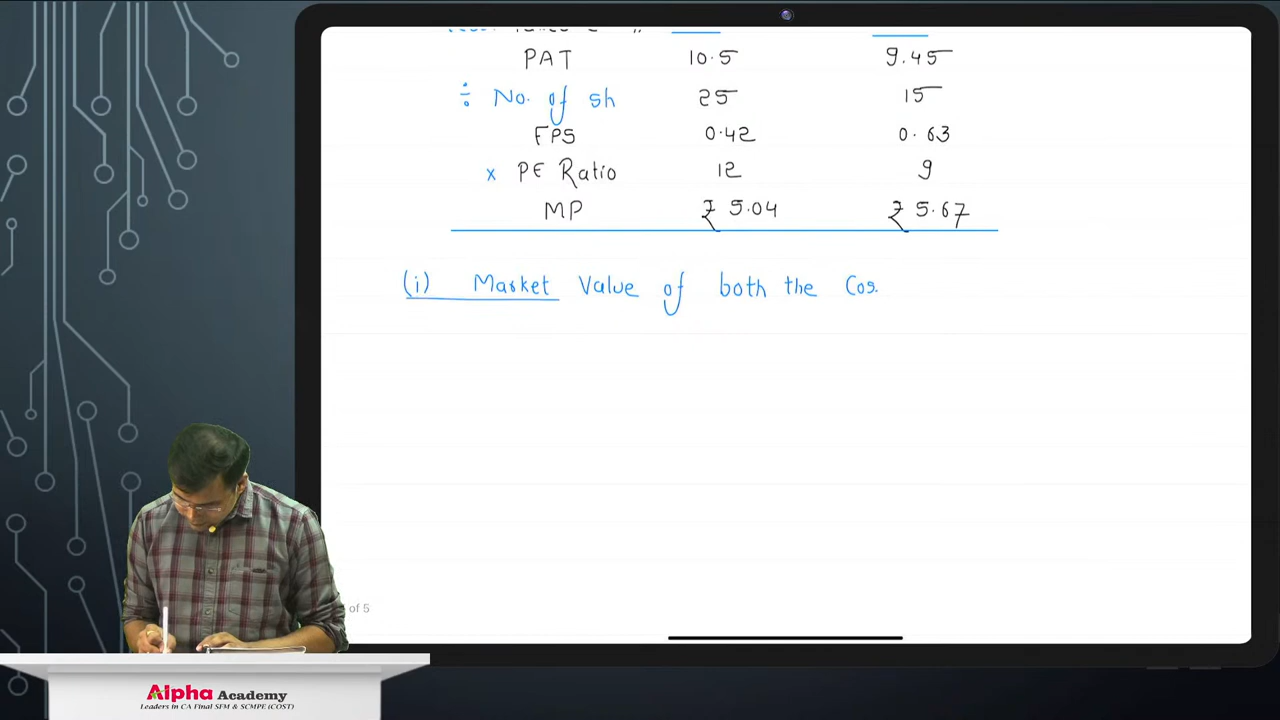 PAT 10.5 9.45
÷ No. of sh 25 15
EPS 0.42 0.63
x PE Ratio 12 9
MP ₹ 5.04 ₹ 5.67
(i) Market Value of both the Cos.
of 5
Alpha Academy
Leaders in CA Final SFM & SCMPE (COST)